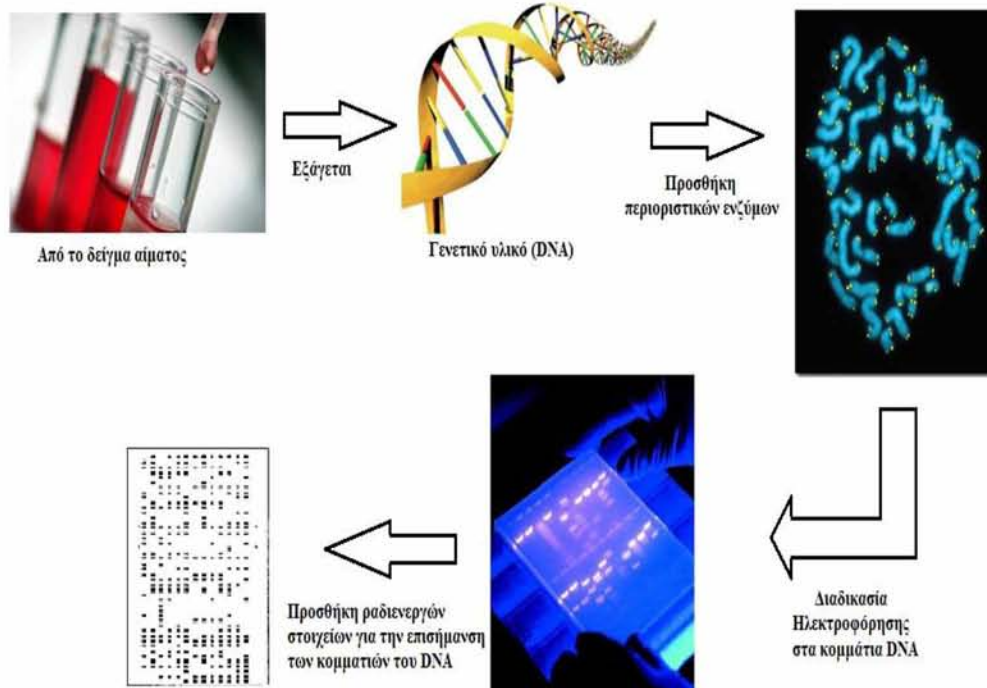 Εξάγεται
Από το δείγμα αίματος
Γενετικό υλικό (DNA)
Προσθήκη
περιοριστικών ενζύμων
Διαδικασία
Ηλεκτροφόρησης
στα κομμάτια DNA
Προσθήκη ραδιενεργών
στοιχείων για την επισήμανση
των κομματιών του DNA